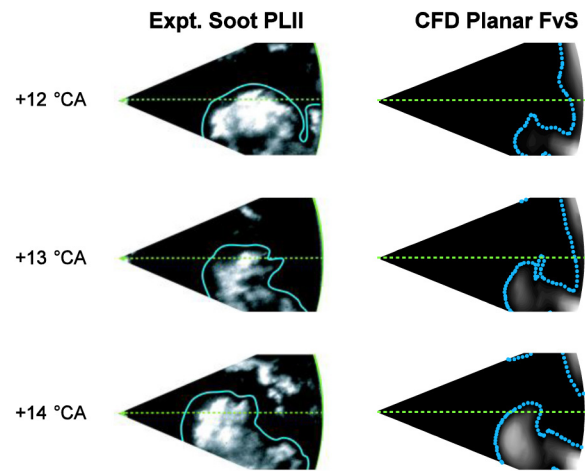 Expt. Soot PLII CFD Planar FvS
+12 °CA
+13 °CA
+14 °CA